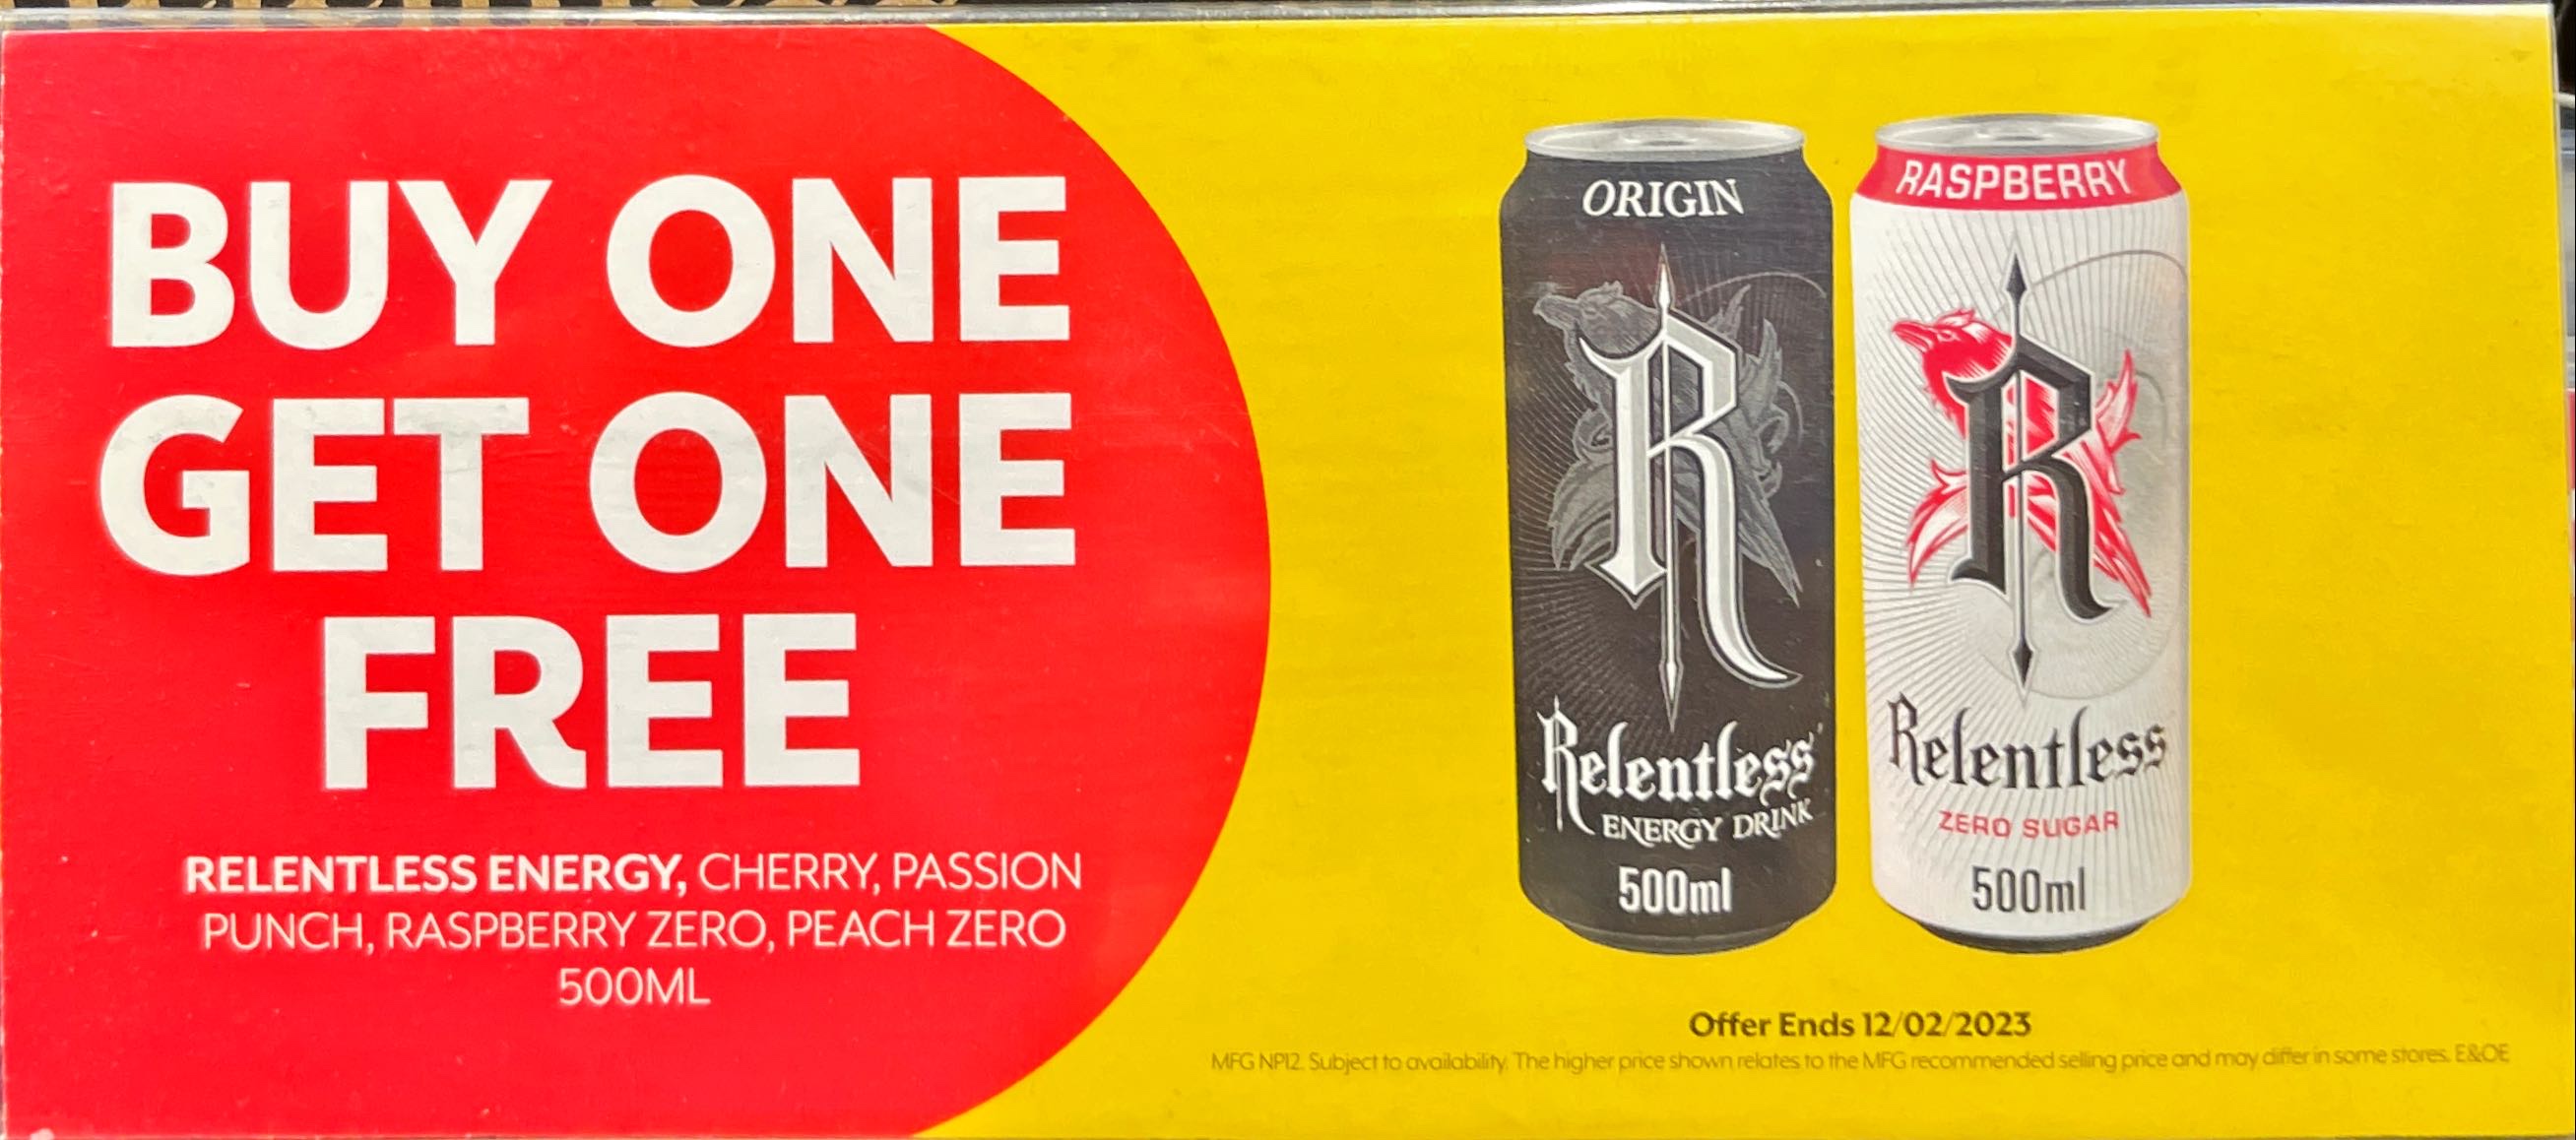 BUY ONE
GET ONE
FREE
RELENTLESS ENERGY, CHERRY, PASSION
PUNCH, RASPBERRY ZERO, PEACH ZERO
500ML
ORIGIN
R
Relentless
ENERGY DRINK
500ml
RASPBERRY
R
Relentless
ZERO SUGAR
500ml
Offer Ends 12/02/2023
MFG NP12. Subject to availability. The higher price shown relates to the MFG recommended selling price and may differ in some stores. E&OE